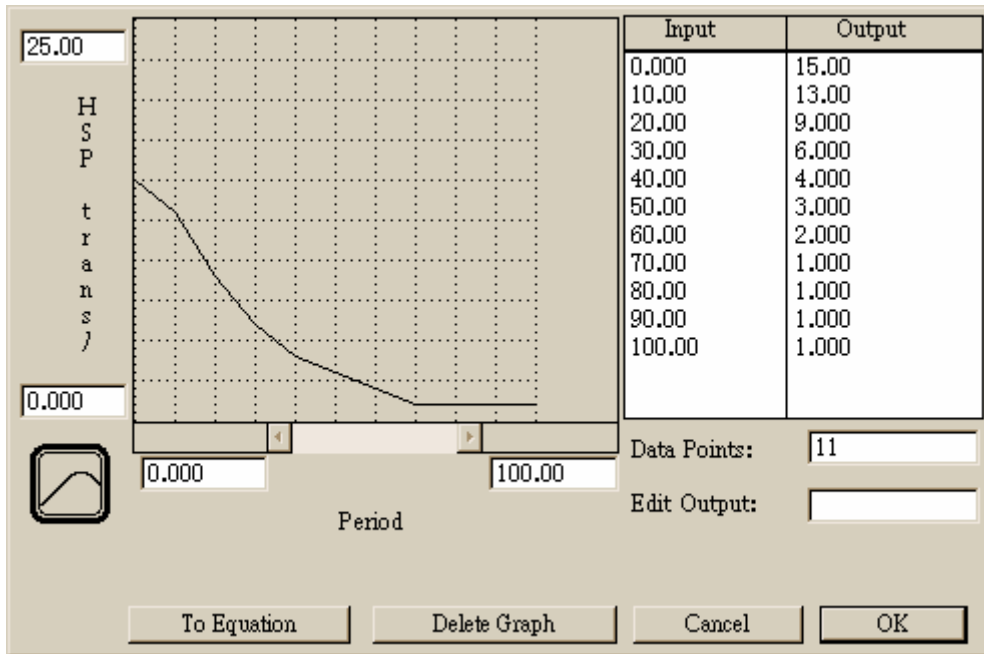 25.00
HSP trans)
0.000
0.000
100.00
Period
Input Output
0.000 15.00
10.00 13.00
20.00 9.000
30.00 6.000
40.00 4.000
50.00 3.000
60.00 2.000
70.00 1.000
80.00 1.000
90.00 1.000
100.00 1.000
Data Points: 11
Edit Output:
To Equation
Delete Graph
Cancel
OK